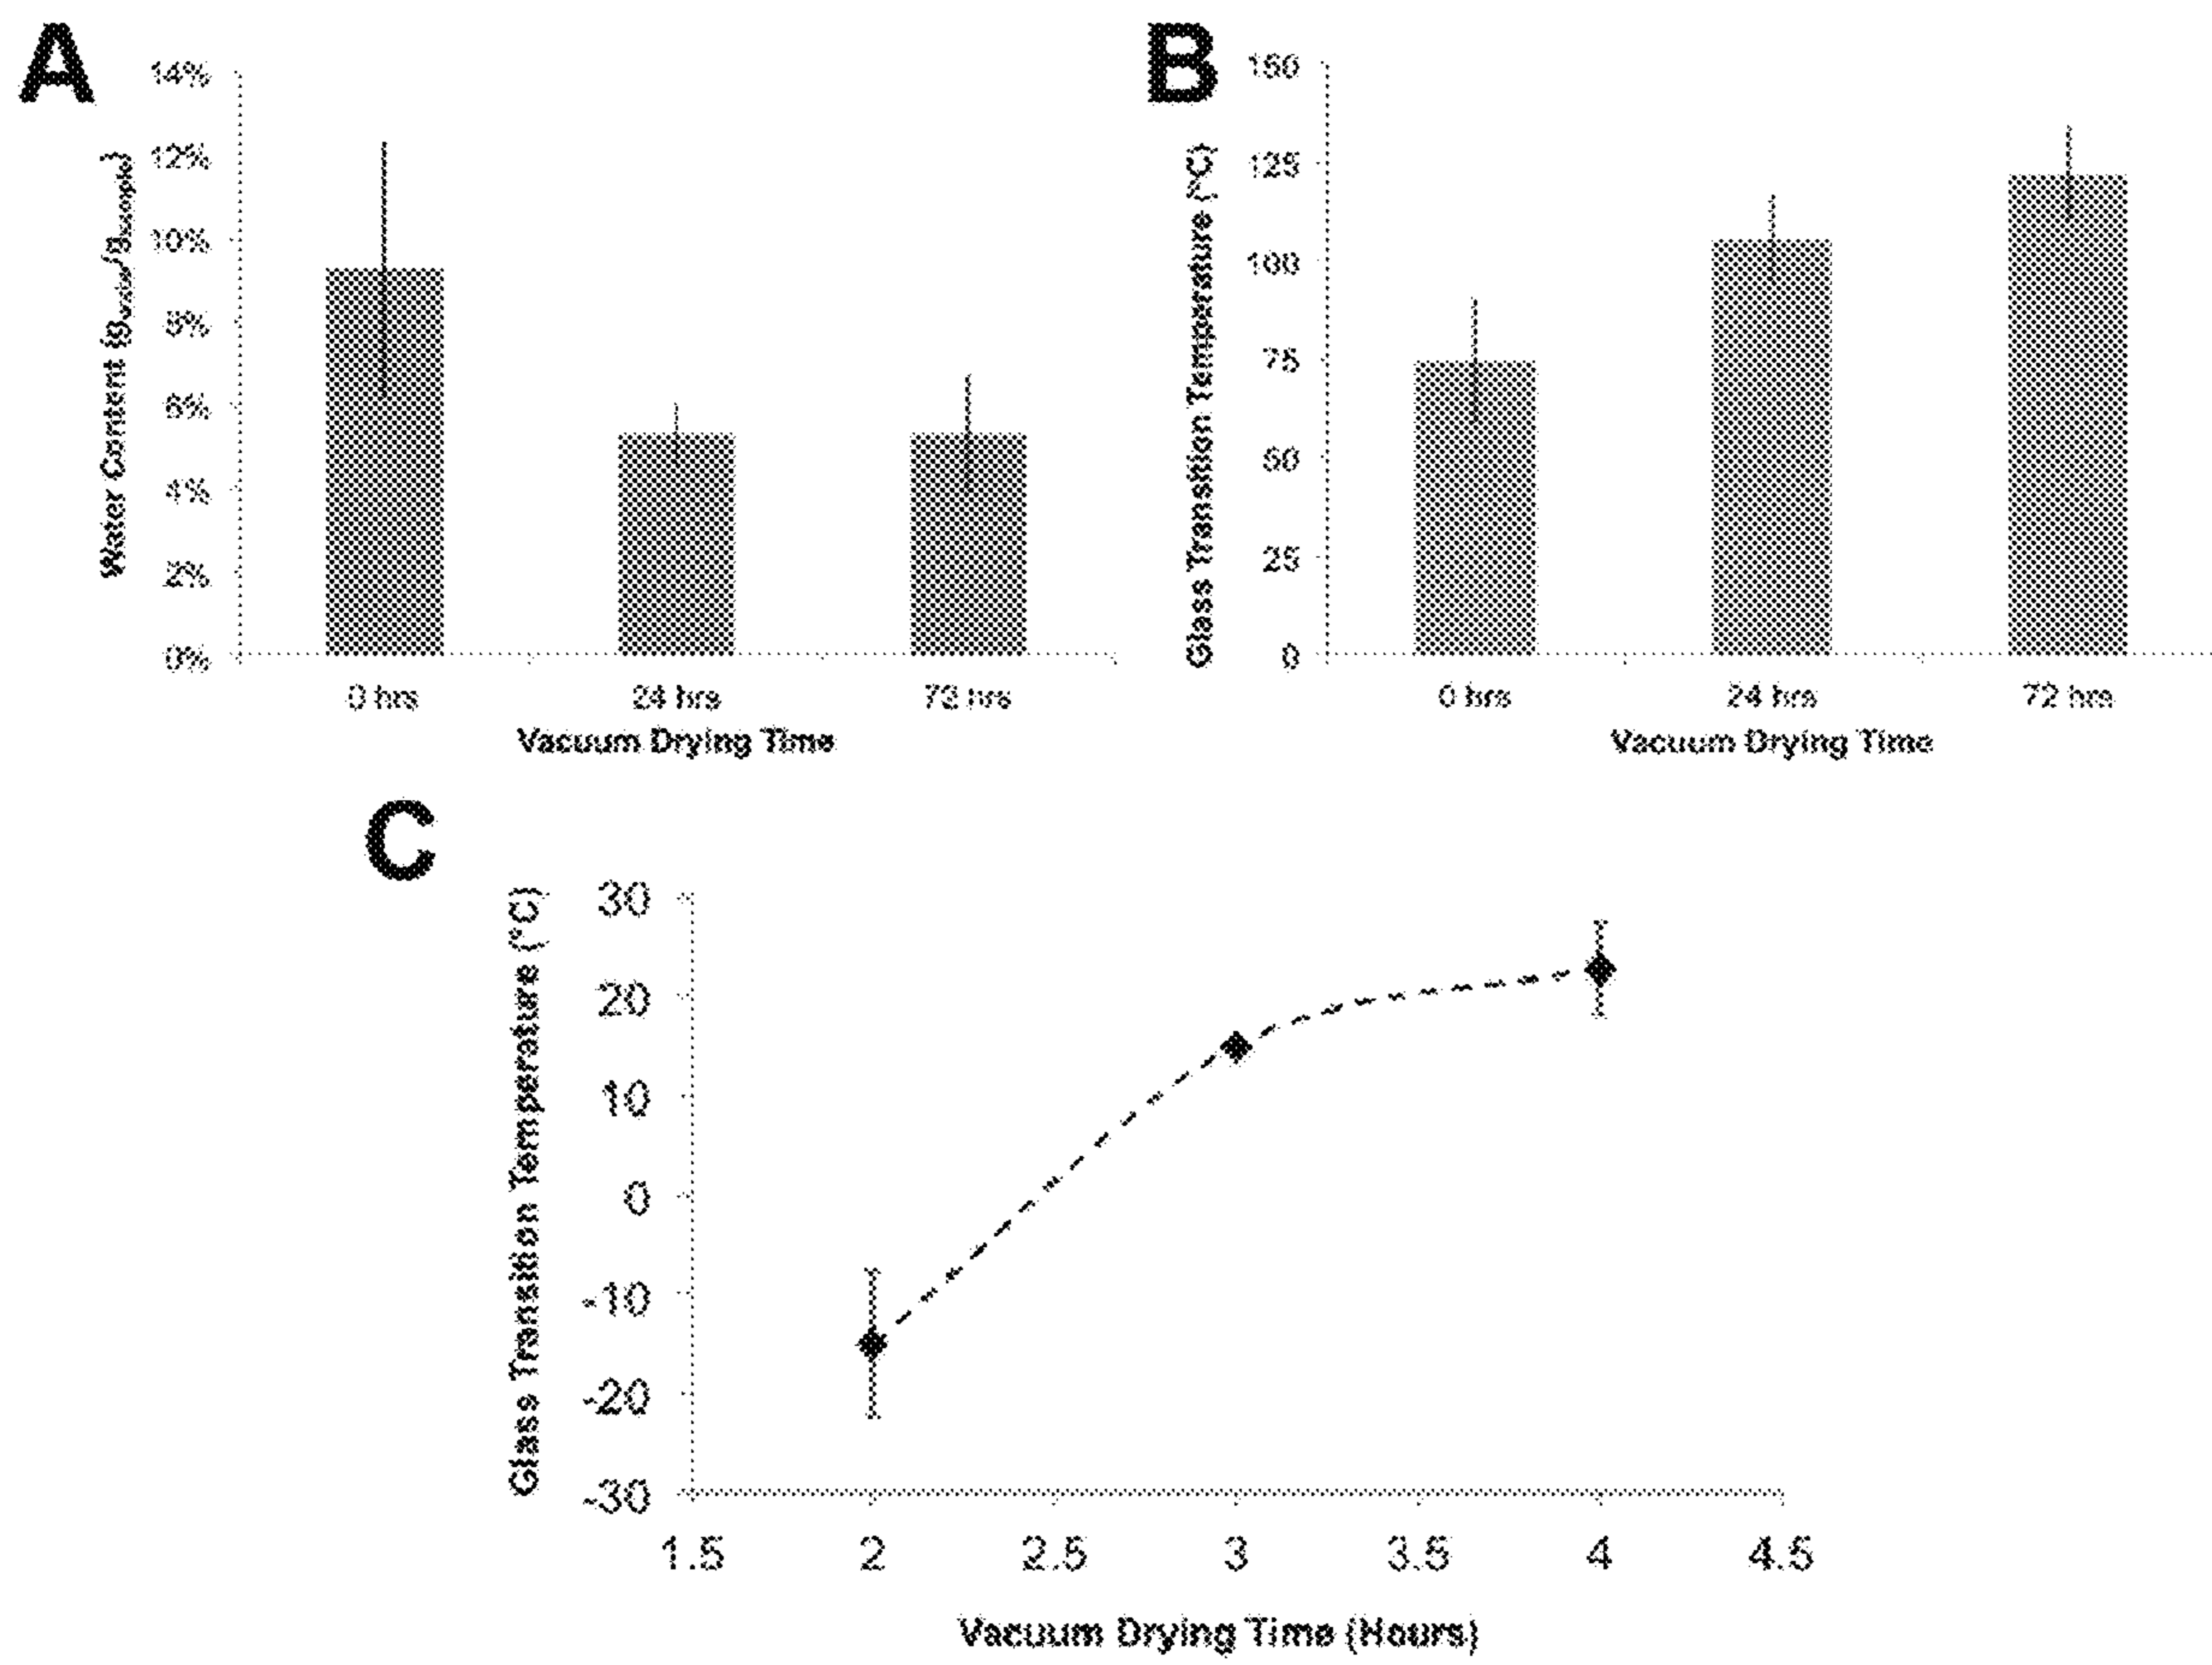 A
14%
12%
10%
8%
6%
4%
2%
0%
Water Content (g
0 hrs
24 hrs
72 hrs
Vacuum Drying Time
B
150
125
100
75
50
25
0
Glass Transition Temperature (°C)
0 hrs
24 hrs
72 hrs
Vacuum Drying Time
C
30
20
10
0
-10
-20
-30
Glass Transition Temperature (°C)
1.5 2 2.5 3 3.5 4 4.5
Vacuum Drying Time (Hours)